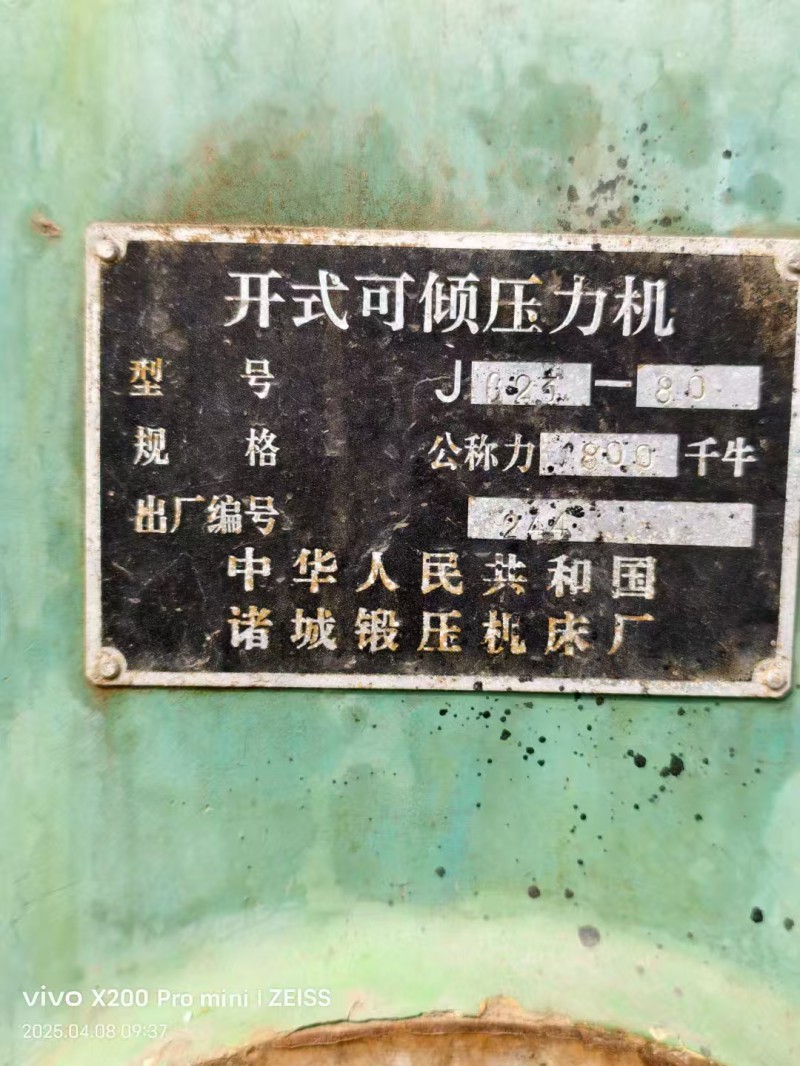 开式可倾压力机
型号 J G23-80
规格 公称力 800 千牛
出厂编号 244
中华人民共和国
诸城锻压机床厂
vivo X200 Pro mini | ZEISS
2025.04.08 09:37